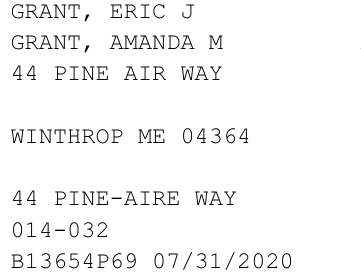 GRANT, ERIC J
GRANT, AMANDA M
44 PINE AIR WAY
WINTHROP ME 04364
44 PINE-AIRE WAY
014-032
B13654P69 07/31/2020